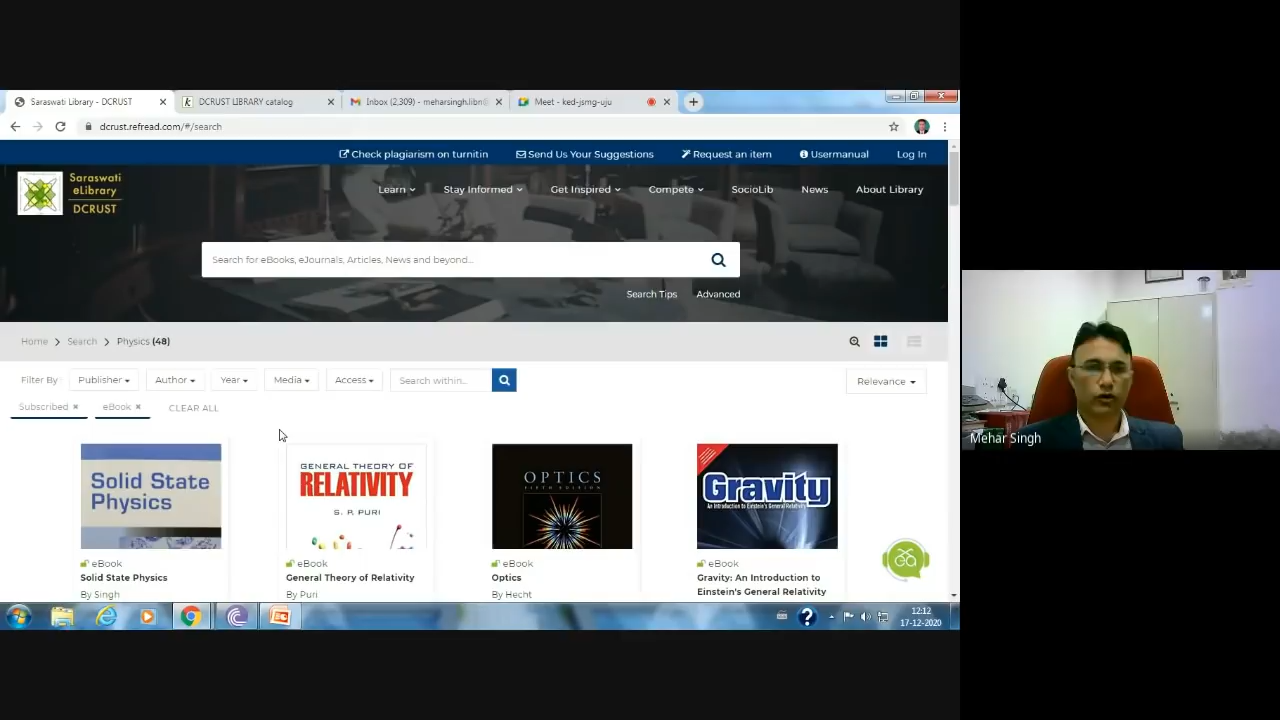 Saraswati Library - DCRUST
DCRUST LIBRARY catalog
Inbox (2,309) - meharsingh.libn@
Meet - ked-jsmg-uju
dcrust.refread.com/#/search
Check plagiarism on turnitin
Send Us Your Suggestions
Request an item
Usermanual
Log In
Saraswati
eLibrary
DCRUST
Learn
Stay Informed
Get Inspired
Compete
SocioLib
News
About Library
Search for eBooks, eJournals, Articles, News and beyond...
Search Tips
Advanced
Home > Search > Physics (48)
Filter By :
Publisher
Author
Year
Media
Access
Search within...
Relevance
Subscribed ×
eBook ×
CLEAR ALL
Solid State
Physics
GENERAL THEORY OF
RELATIVITY
S. P. PURI
OPTICS
FIFTH EDITION
Gravity
An Introduction to Einstein's General Relativity
eBook
Solid State Physics
By Singh
eBook
General Theory of Relativity
By Puri
eBook
Optics
By Hecht
eBook
Gravity: An Introduction to
Einstein's General Relativity
12:12
17-12-2020
Mehar Singh